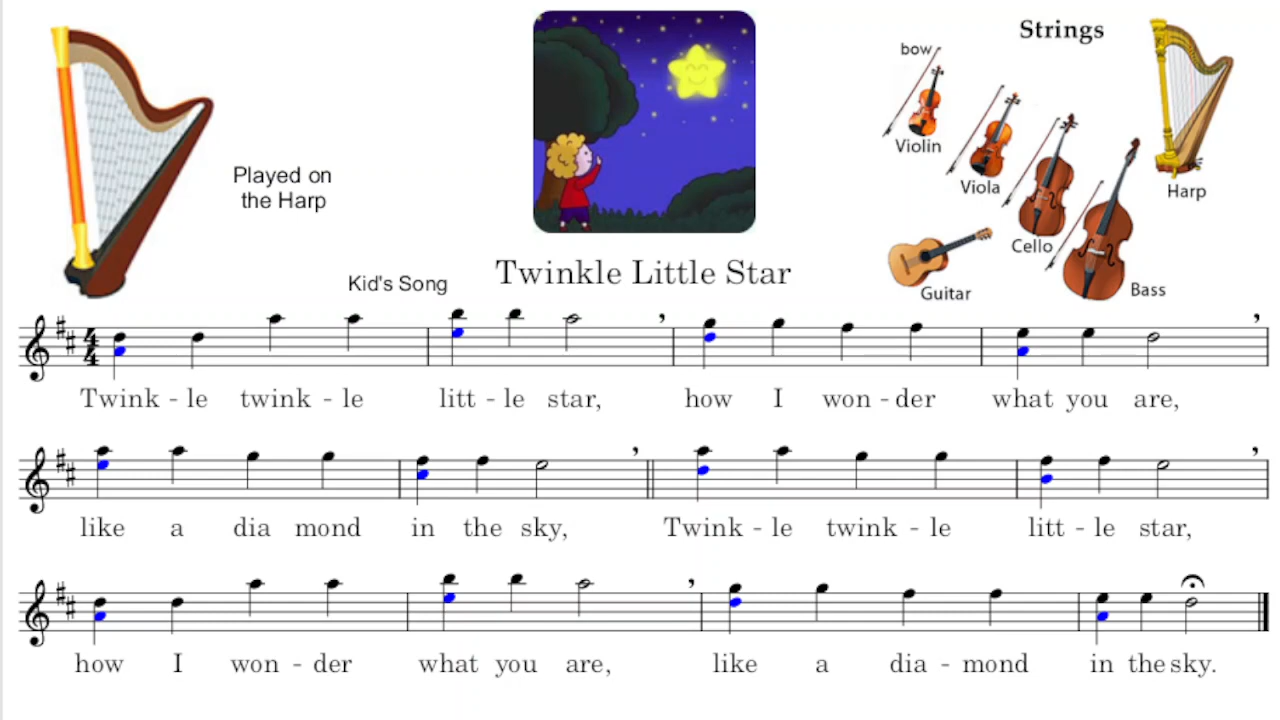 Strings
bow
Violin
Viola
Cello
Bass
Guitar
Harp
Played on
the Harp
Kid's Song
Twinkle Little Star
4
4
Twink - le twink - le litt - le star, how I won - der what you are,
like a dia mond in the sky, Twink - le twink - le litt - le star,
how I won - der what you are, like a dia - mond in the sky.